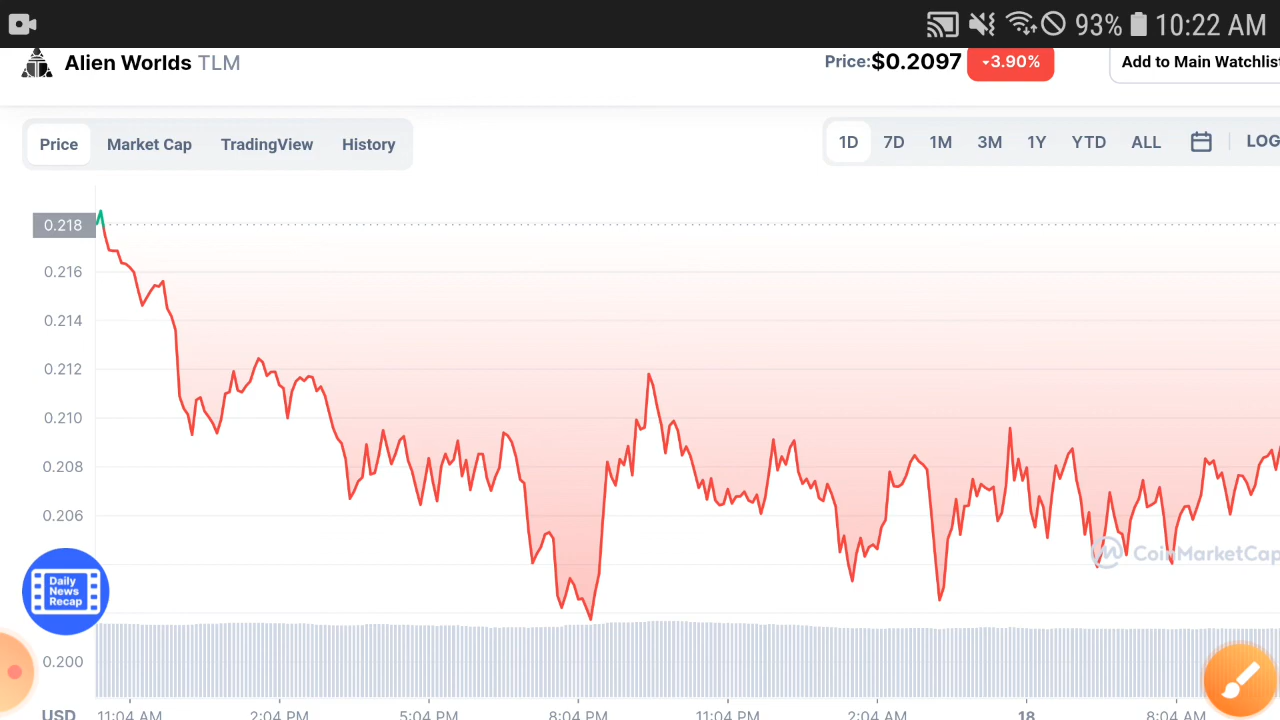 93% 10:22 AM
Alien Worlds TLM Price:$0.2097 3.90% Add to Main Watchlist
Price Market Cap TradingView History 1D 7D 1M 3M 1Y YTD ALL LOG
0.218
0.216
0.214
0.212
0.210
0.208
0.206
CoinMarketCap
Daily
News
Recap
0.200
USD 11:04 AM 2:04 PM 5:04 PM 8:04 PM 11:04 PM 2:04 AM 18 8:04 AM